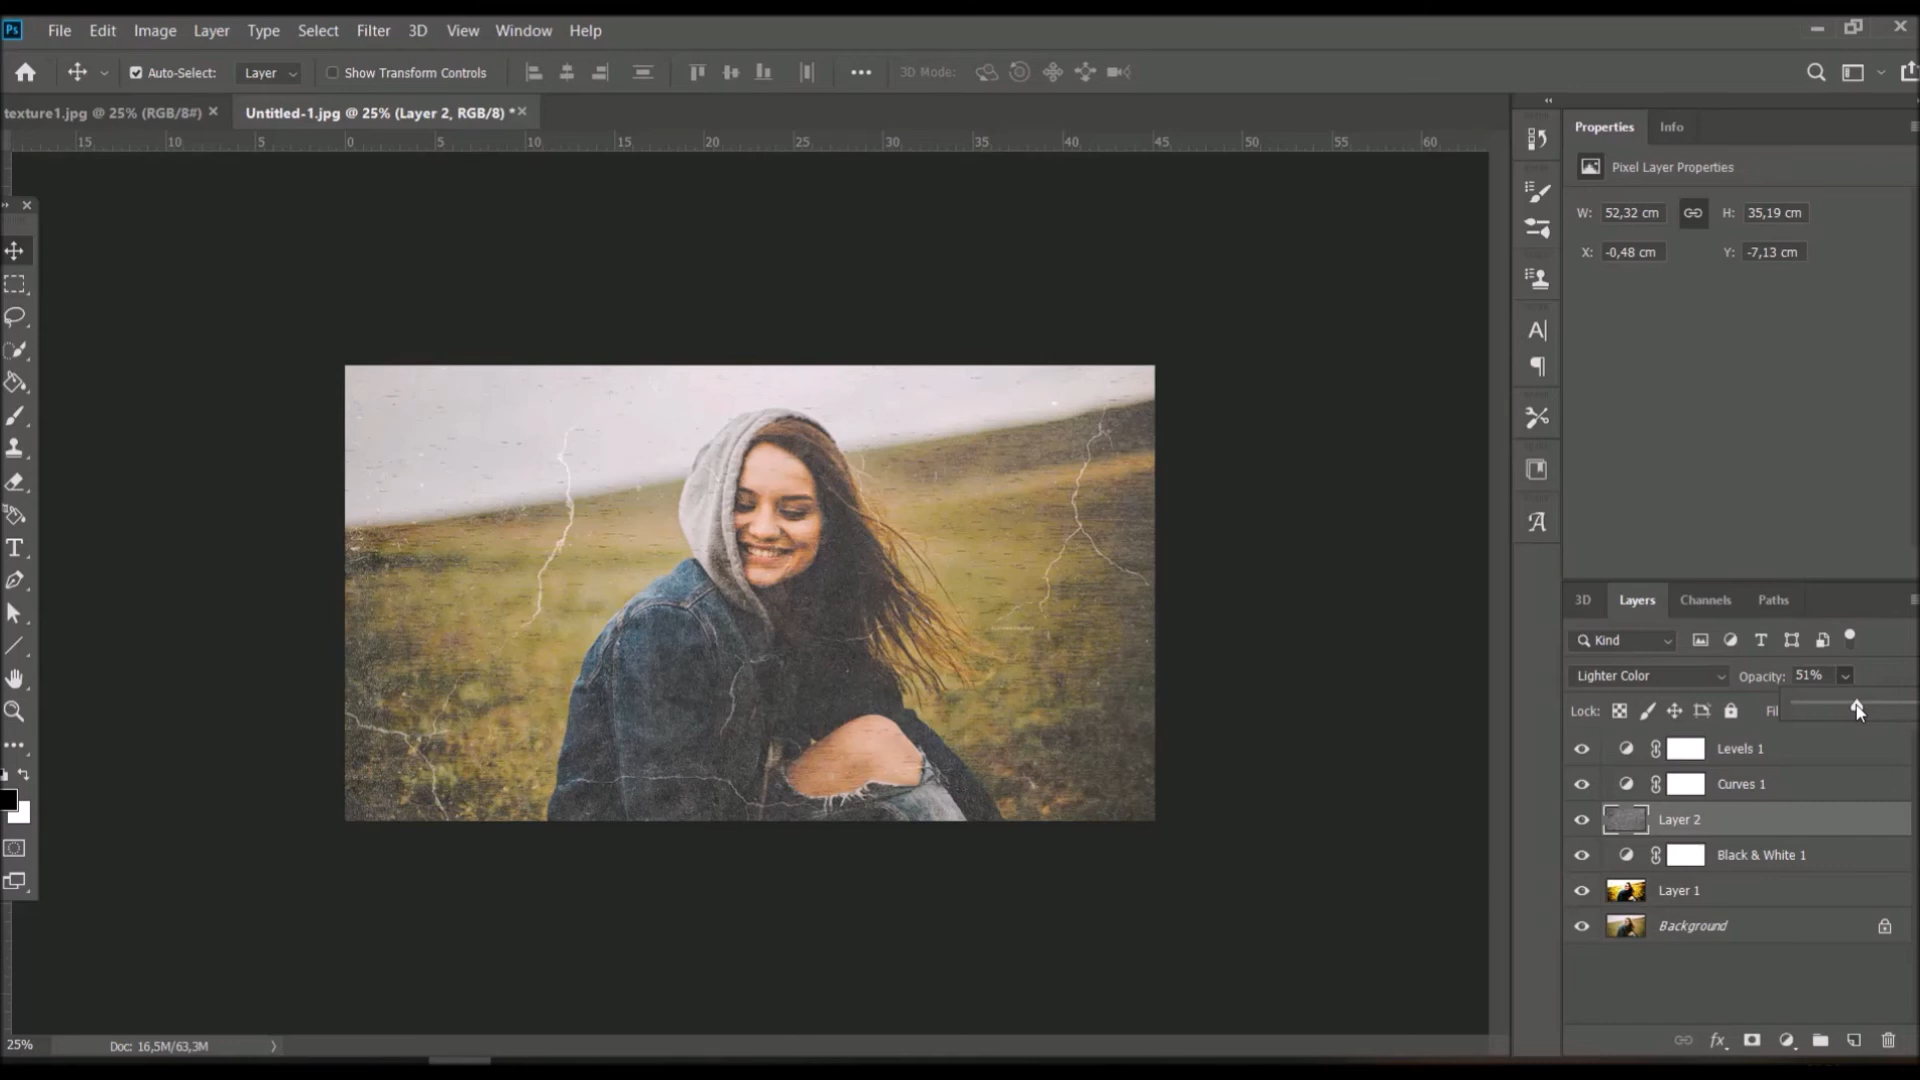 Ps File Edit Image Layer Type Select Filter 3D View Window Help
Auto-Select: Layer Show Transform Controls 3D Mode:
texture1.jpg @ 25% (RGB/8#) Untitled-1.jpg @ 25% (Layer 2, RGB/8) *
15 10 5 0 5 10 15 20 25 30 35 40 45 50 55 60
Properties Info
Pixel Layer Properties
W: 52,32 cm H: 35,19 cm
X: -0,48 cm Y: -7,13 cm
3D Layers Channels Paths
Kind
Lighter Color Opacity: 51%
Lock: Fil
Levels 1
Curves 1
Layer 2
Black & White 1
Layer 1
Background
25% Doc: 16,5M/63,3M